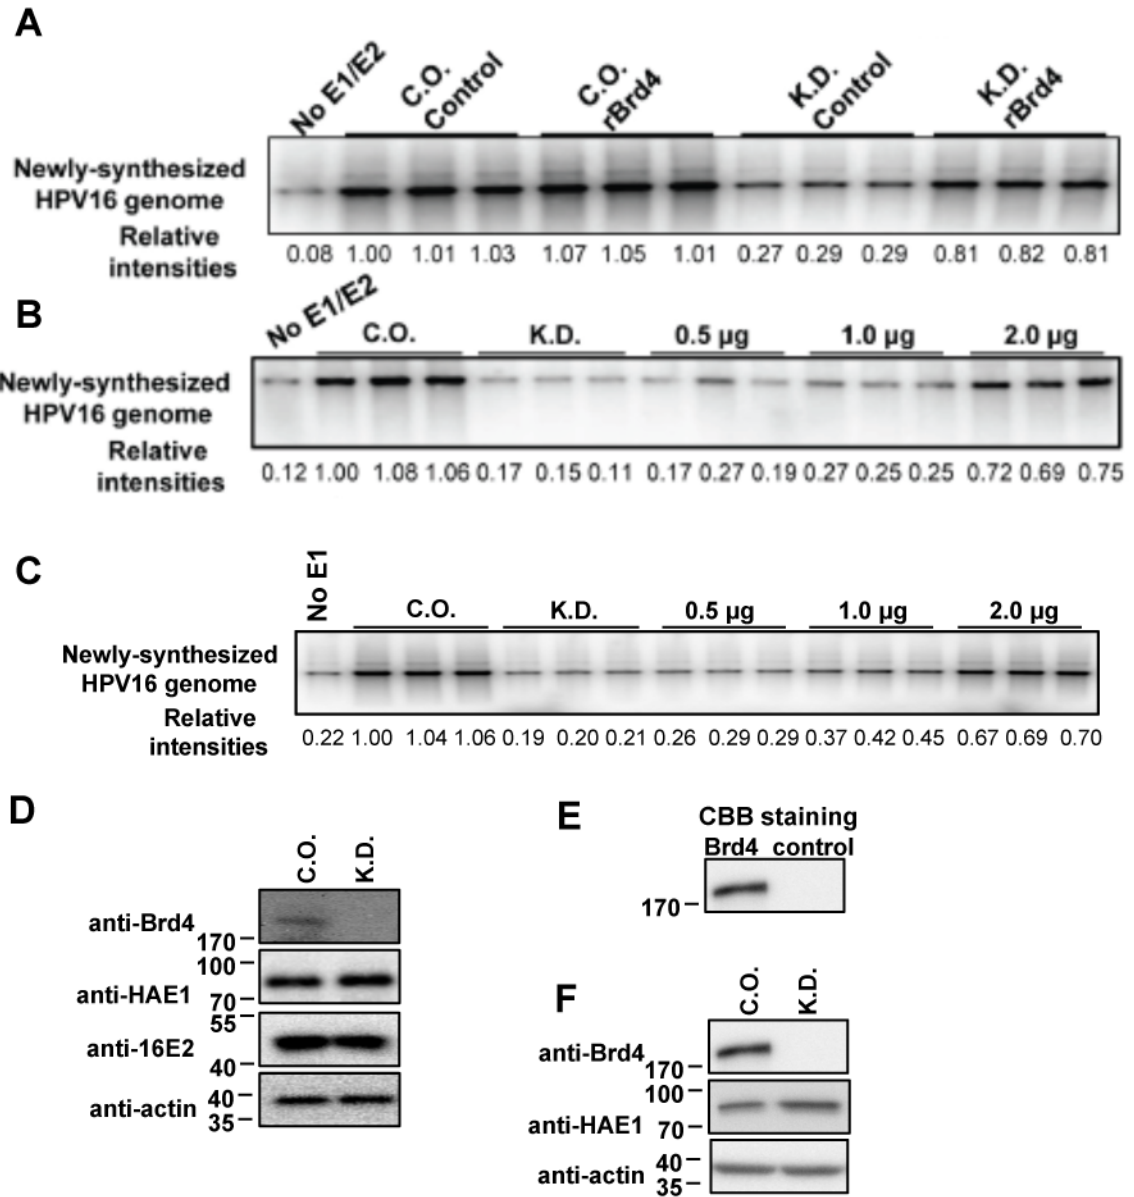 A
No E1/E2
C.O.
Control
C.O.
rBrd4
K.D.
Control
K.D.
rBrd4
Newly-synthesized
HPV16 genome
Relative
intensities
0.08 1.00 1.01 1.03 1.07 1.05 1.01 0.27 0.29 0.29 0.81 0.82 0.81
B
No E1/E2
C.O. K.D. 0.5 µg 1.0 µg 2.0 µg
Newly-synthesized
HPV16 genome
Relative
intensities
0.12 1.00 1.08 1.06 0.17 0.15 0.11 0.17 0.27 0.19 0.27 0.25 0.25 0.72 0.69 0.75
C
No E1
C.O. K.D. 0.5 µg 1.0 µg 2.0 µg
Newly-synthesized
HPV16 genome
Relative
intensities
0.22 1.00 1.04 1.06 0.19 0.20 0.21 0.26 0.29 0.29 0.37 0.42 0.45 0.67 0.69 0.70
D
C.O. K.D.
anti-Brd4
170
100
anti-HAE1
70
55
anti-16E2
40
40
anti-actin
35
E
CBB staining
Brd4 control
170
F
C.O. K.D.
anti-Brd4
170
100
anti-HAE1
70
40
anti-actin
35